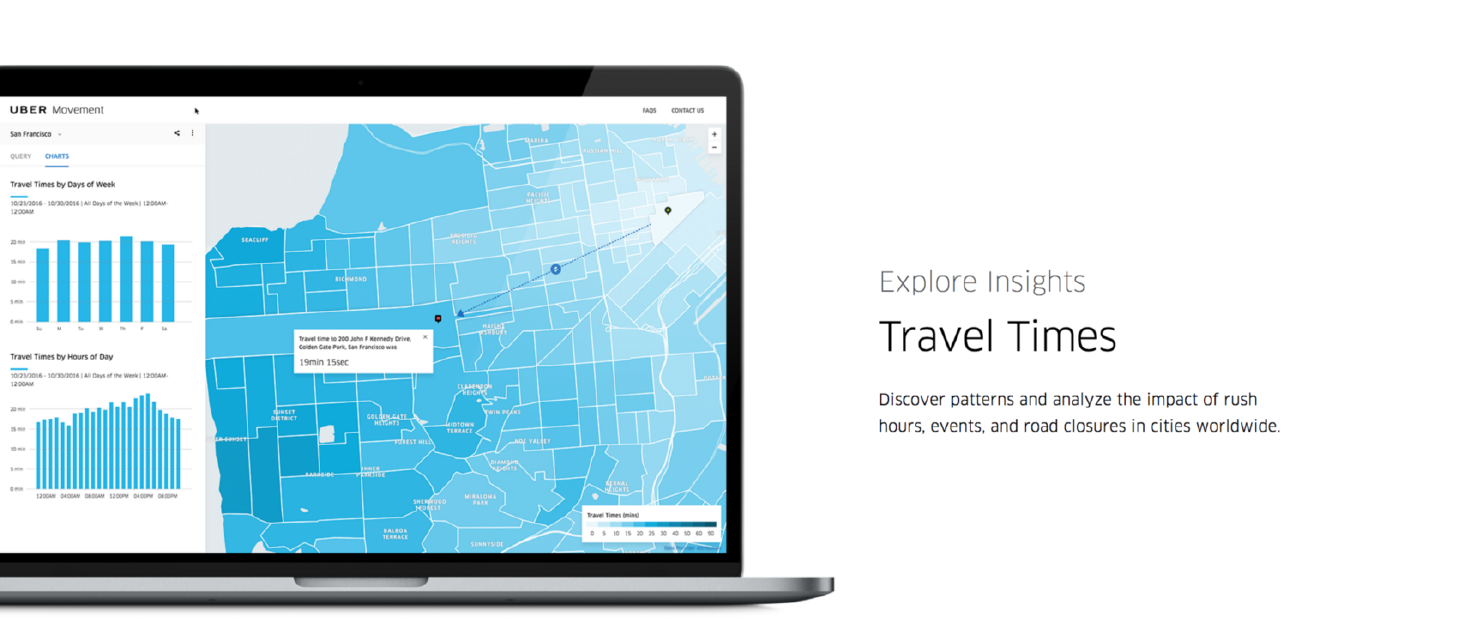 UBER Movement
FAQS CONTACT US
San Francisco
QUERY CHARTS
Travel Times by Days of Week
10/23/2016 - 10/30/2016 | All Days of the Week | 12:00AM-
12:00AM
20 min
15 min
10 min
5 min
0 min
Su M Tu W Th F Sa
Travel Times by Hours of Day
10/23/2016 - 10/30/2016 | All Days of the Week | 12:00AM-
12:00AM
20 min
15 min
10 min
5 min
0 min
12:00AM 04:00AM 08:00AM 12:00PM 04:00PM 08:00PM
+
-
MARINA
PACIFIC
HEIGHTS
SEACLIFF
RICHMOND
HAIGHT
ASHBURY
Travel time to 200 John F Kennedy Drive,
Golden Gate Park, San Francisco was
19min 15sec
CLARENDON
HEIGHTS
SUNSET
DISTRICT
GOLDEN GATE
HEIGHTS
TWIN PEAKS
MIDTOWN
TERRACE
FOREST HILL
NOE VALLEY
PARKSIDE
INNER
PARKSIDE
DIAMOND
HEIGHTS
BERNAL
HEIGHTS
SHERWOOD
FOREST
MIRALOMA
PARK
BALBOA
TERRACE
SUNNYSIDE
Travel Times (mins)
0 5 10 15 20 25 30 40 50 60 90
Explore Insights
Travel Times
Discover patterns and analyze the impact of rush
hours, events, and road closures in cities worldwide.